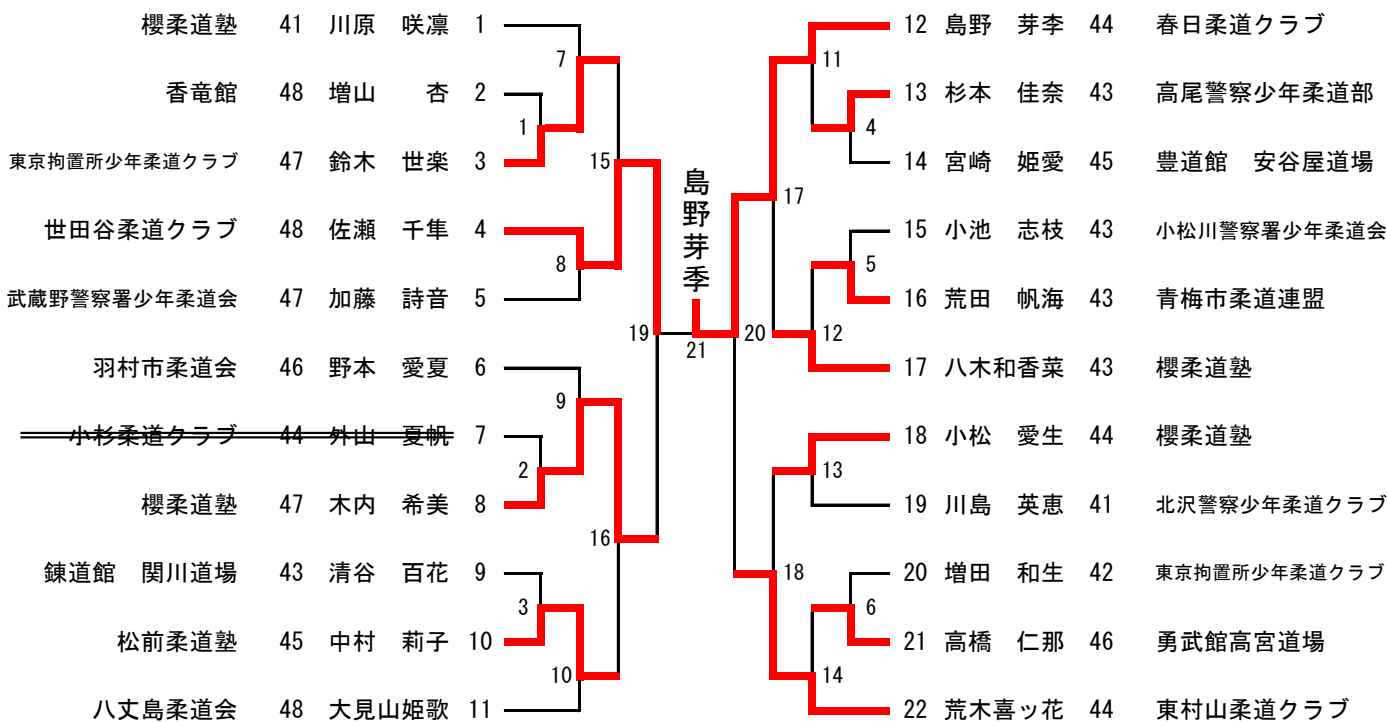 櫻柔道塾 41 川原 咲凛 1
香竜館 48 増山 杏 2
東京拘置所少年柔道クラブ 47 鈴木 世楽 3
世田谷柔道クラブ 48 佐瀬 千隼 4
武蔵野警察署少年柔道会 47 加藤 詩音 5
羽村市柔道会 46 野本 愛夏 6
小杉柔道クラブ 44 外山 夏帆 7
櫻柔道塾 47 木内 希美 8
錬道館 関川道場 43 清谷 百花 9
松前柔道塾 45 中村 莉子 10
八丈島柔道会 48 大見山姫歌 11
7
1
15
8
19
9
2
16
3
10
島野芽季
21
11
4
17
5
20
12
13
18
6
14
12 島野 芽李 44 春日柔道クラブ
13 杉本 佳奈 43 高尾警察少年柔道部
14 宮崎 姫愛 45 豊道館 安谷屋道場
15 小池 志枝 43 小松川警察署少年柔道会
16 荒田 帆海 43 青梅市柔道連盟
17 八木和香菜 43 櫻柔道塾
18 小松 愛生 44 櫻柔道塾
19 川島 英恵 41 北沢警察少年柔道クラブ
20 増田 和生 42 東京拘置所少年柔道クラブ
21 高橋 仁那 46 勇武館高宮道場
22 荒木喜ッ花 44 東村山柔道クラブ